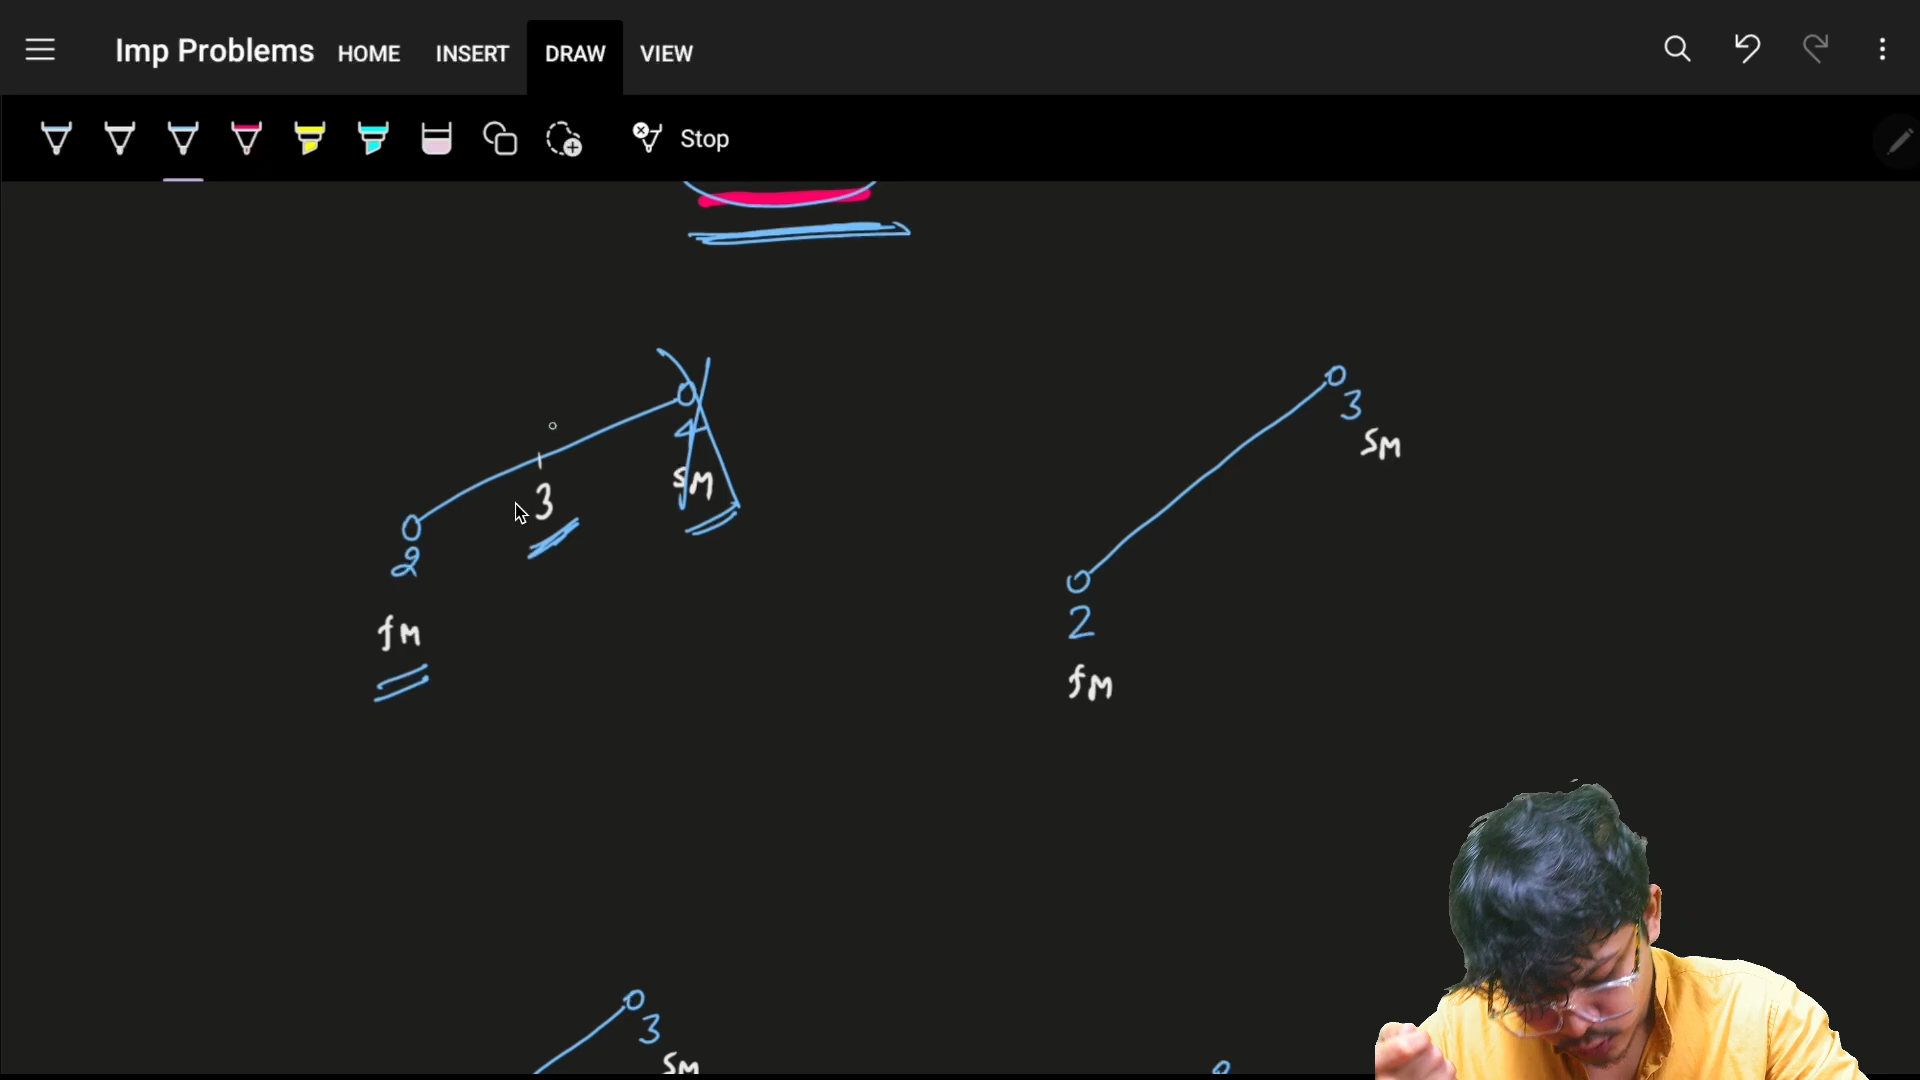 Imp Problems HOME INSERT DRAW VIEW
Stop
4
SM
3
2
fM
3
SM
2
fM
3
SM